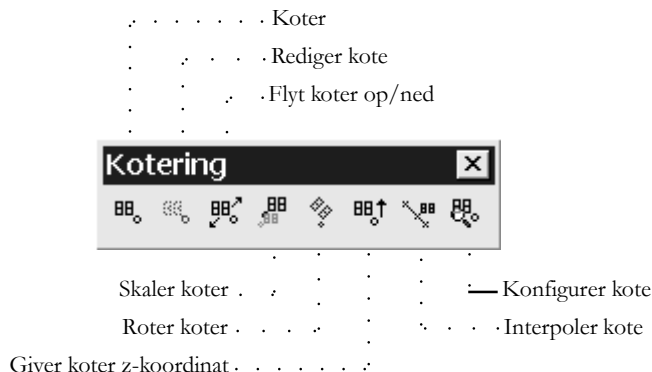 Koter
Rediger kote
Flyt koter op/ned
Kotering
Skaler koter
Konfigurer kote
Roter koter
Interpoler kote
Giver koter z-koordinat